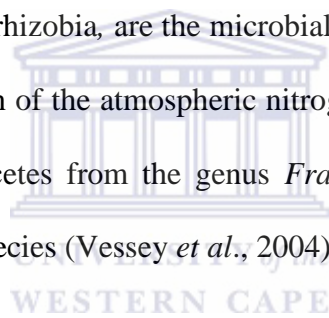 rhizobia, are the microbial
n of the atmospheric nitrog
cetes from the genus Fra
ecies (Vessey et al., 2004)
UNIVERSITY of the
WESTERN CAPE